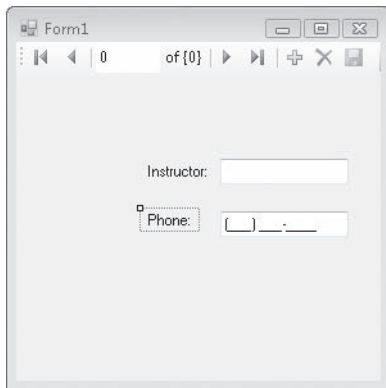 Form1
0 of {0}
Instructor:
Phone: (___) ___-____